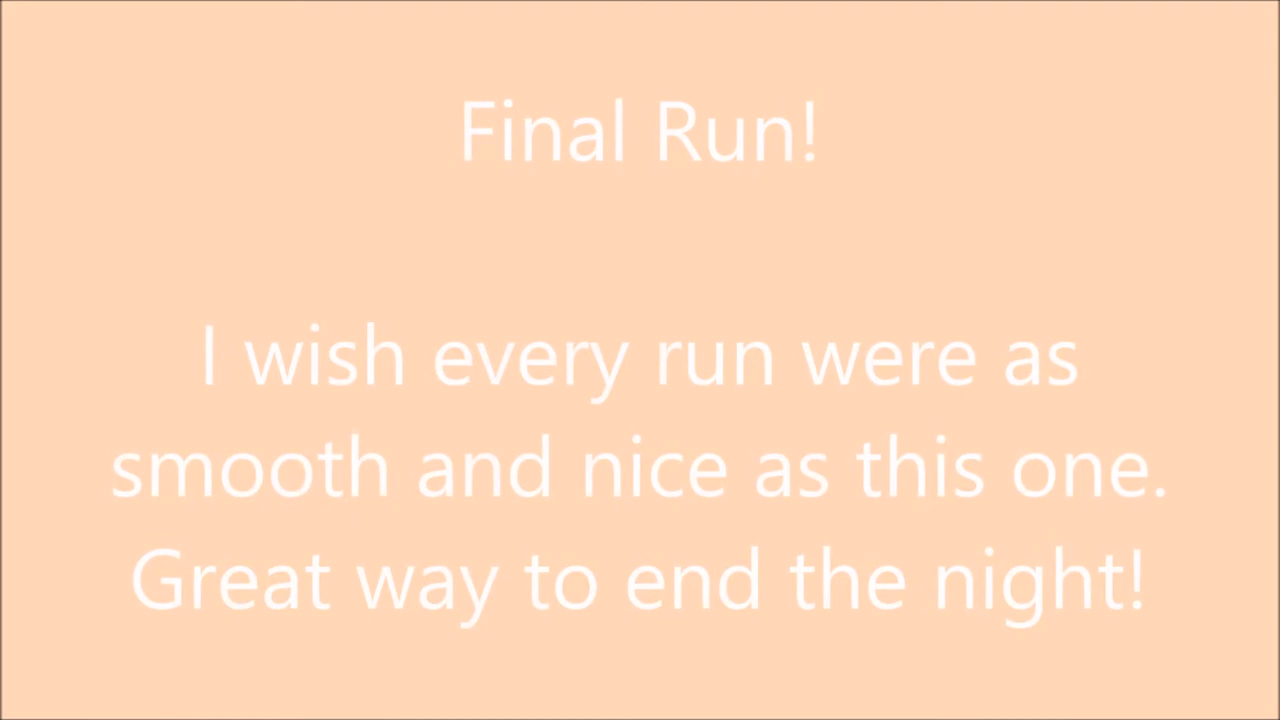 Final Run!
I wish every run were as
smooth and nice as this one.
Great way to end the night!